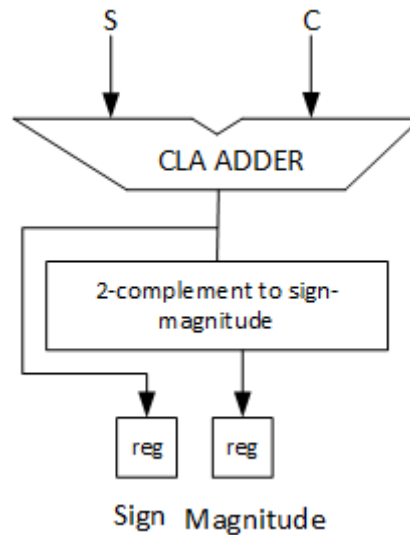 S C
CLA ADDER
2-complement to sign-
magnitude
reg reg
Sign Magnitude